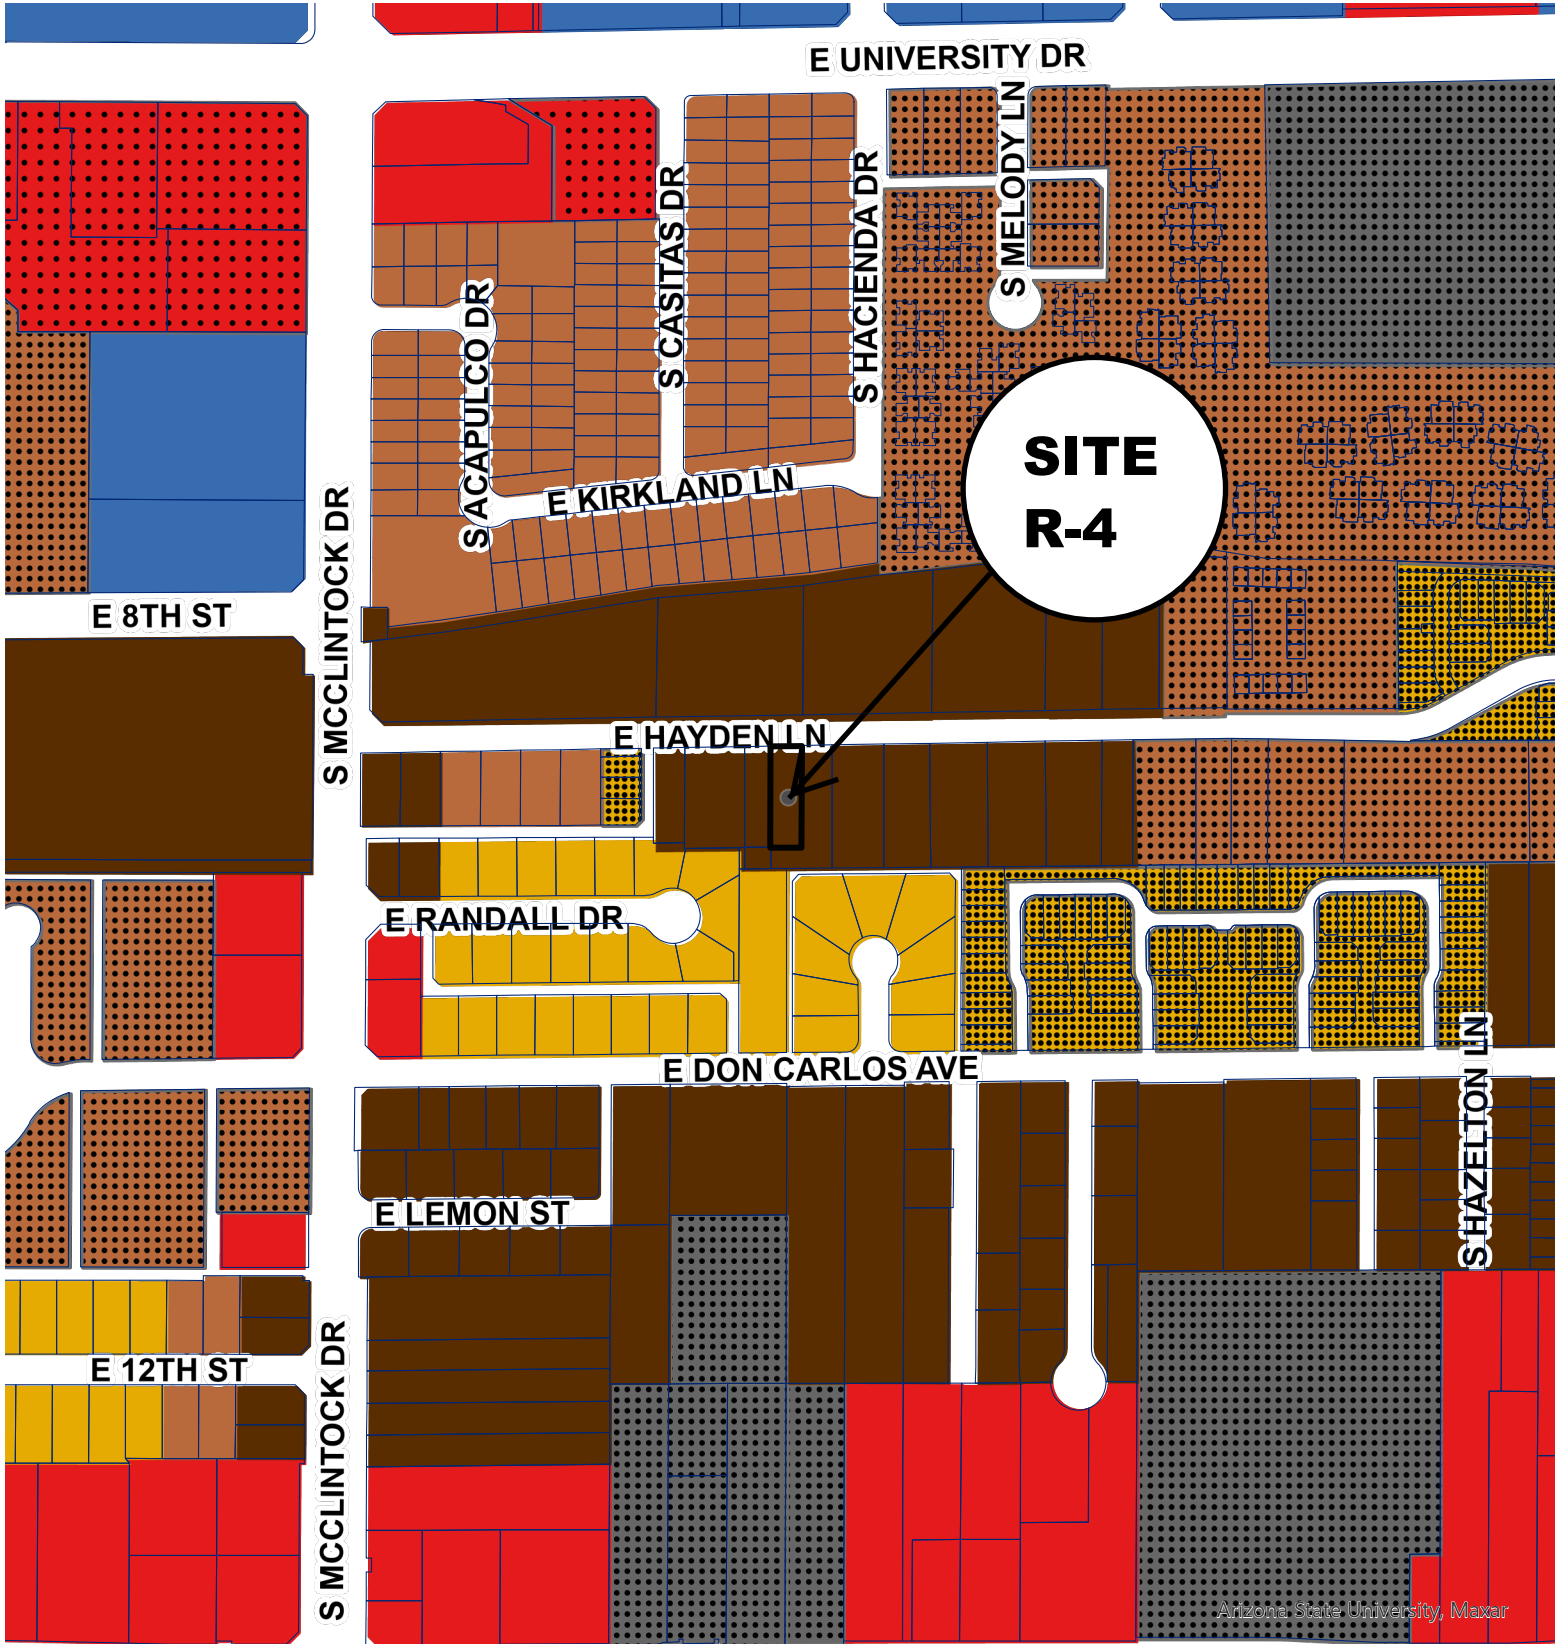 E UNIVERSITY DR
S MELODY LN
S HACIENDA DR
S CASITAS DR
S ACAPULCO DR
SITE
R-4
E KIRKLAND LN
S MCCLINTOCK DR
E 8TH ST
E HAYDEN LN
E RANDALL DR
E DON CARLOS AVE
S HAZELTON LN
E LEMON ST
E 12TH ST
S MCCLINTOCK DR
Arizona State University, Maxar